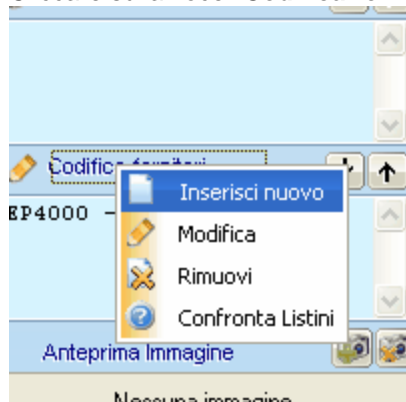 Codifica fornitori
Inserisci nuovo
EP4000 -
Modifica
Rimuovi
Confronta Listini
Anteprima Immagine
Nessuna immagine